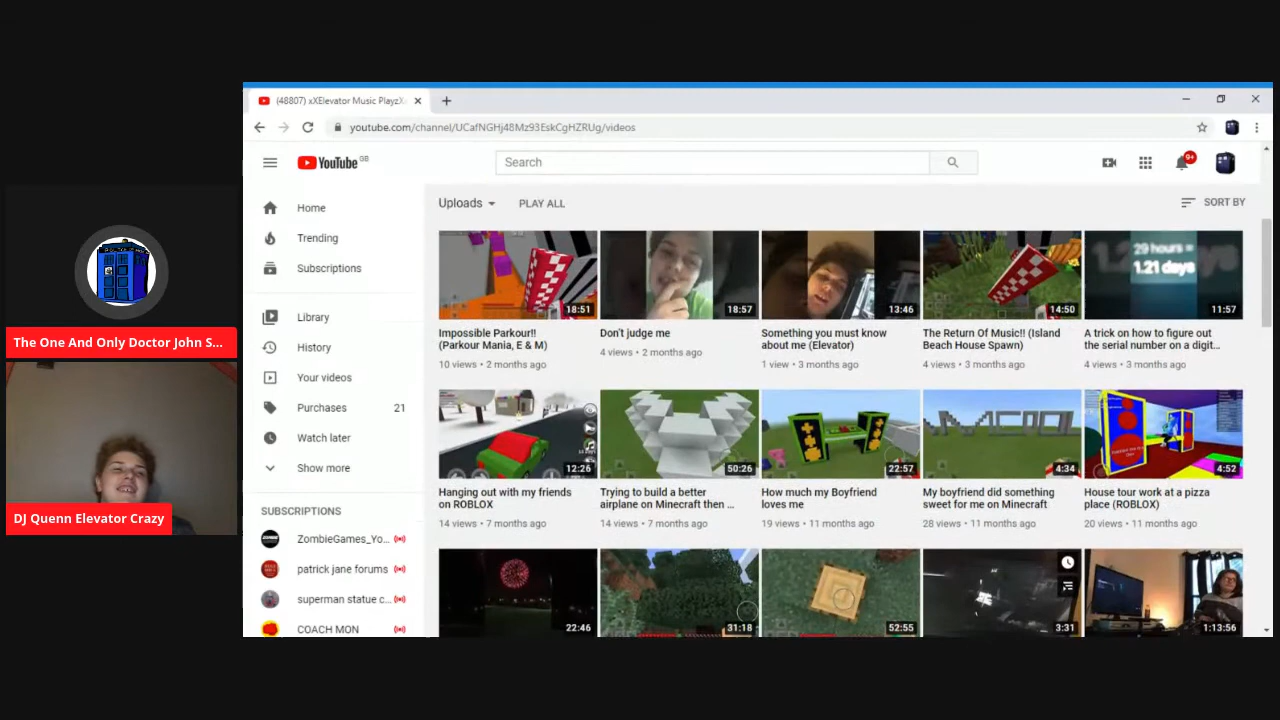 (48807) xXElevator Music PlayzX
youtube.com/channel/UCafNGHj48Mz93EskCgHZRUg/videos
YouTube GB
Search
9+
Home
Trending
Subscriptions
Library
History
Your videos
Purchases 21
Watch later
Show more
SUBSCRIPTIONS
ZombieGames_Yo...
patrick jane forums
superman statue c...
COACH MON
Uploads
PLAY ALL
SORT BY
18:51
18:57
13:46
14:50
29 hours =
1.21 days
11:57
Impossible Parkour!!
(Parkour Mania, E & M)
10 views • 2 months ago
Don't judge me
4 views • 2 months ago
Something you must know
about me (Elevator)
1 view • 3 months ago
The Return Of Music!! (Island
Beach House Spawn)
4 views • 3 months ago
A trick on how to figure out
the serial number on a digit...
4 views • 3 months ago
12:26
50:26
22:57
4:34
4:52
Hanging out with my friends
on ROBLOX
14 views • 7 months ago
Trying to build a better
airplane on Minecraft then ...
14 views • 7 months ago
How much my Boyfriend
loves me
19 views • 11 months ago
My boyfriend did something
sweet for me on Minecraft
28 views • 11 months ago
House tour work at a pizza
place (ROBLOX)
20 views • 11 months ago
22:46
31:18
52:55
3:31
1:13:56
The One And Only Doctor John S...
DJ Quenn Elevator Crazy